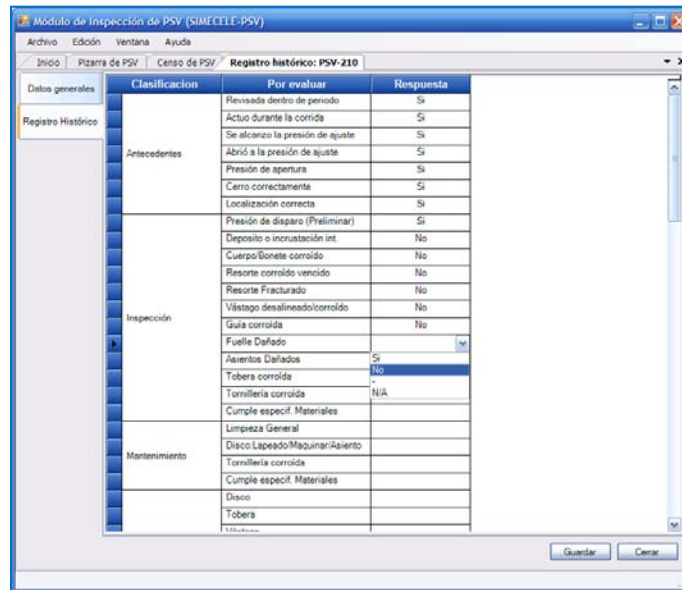 Módulo de Inspección de PSV (SIMECELE-PSV)
Archivo Edición Ventana Ayuda
Inicio Pizarra de PSV Censo de PSV Registro histórico: PSV-210
Datos generales
Registro Histórico
Clasificacion Por evaluar Respuesta
Antecedentes
Revisada dentro de periodo Si
Actuo durante la corrida Si
Se alcanzo la presión de ajuste Si
Abrió a la presión de ajuste Si
Presión de apertura Si
Cerro correctamente Si
Localización correcta Si
Inspección
Presión de disparo (Preliminar) Si
Deposito o incrustación int. No
Cuerpo/Bonete corroido No
Resorte corroído vencido No
Resorte Fracturado No
Vástago desalineado/corroído No
Guia corroida No
Fuelle Dañado
Asientos Dañados
Tobera corroída
Tornillería corroída
Cumple especif. Materiales
Si
No
-
N/A
Mantenimiento
Limpieza General
Disco:Lapeado/Maquinar/Asiento
Tornillería corroída
Cumple especif. Materiales
Disco
Tobera
Guardar Cerrar